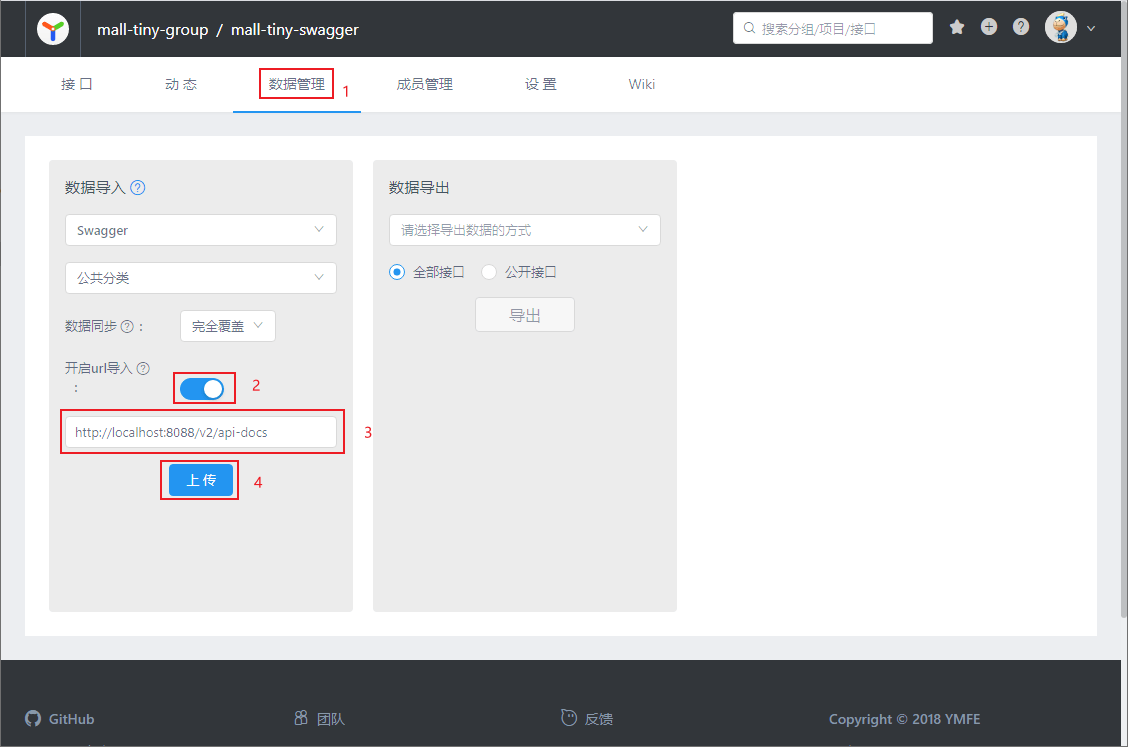 mall-tiny-group / mall-tiny-swagger
搜索分组/项目/接口
接 口
动 态
数据管理
1
成员管理
设 置
Wiki
数据导入
Swagger
公共分类
数据同步 :
完全覆盖
开启url导入
:
2
http://localhost:8088/v2/api-docs
3
上 传
4
数据导出
请选择导出数据的方式
全部接口
公开接口
导出
GitHub
团队
反馈
Copyright © 2018 YMFE